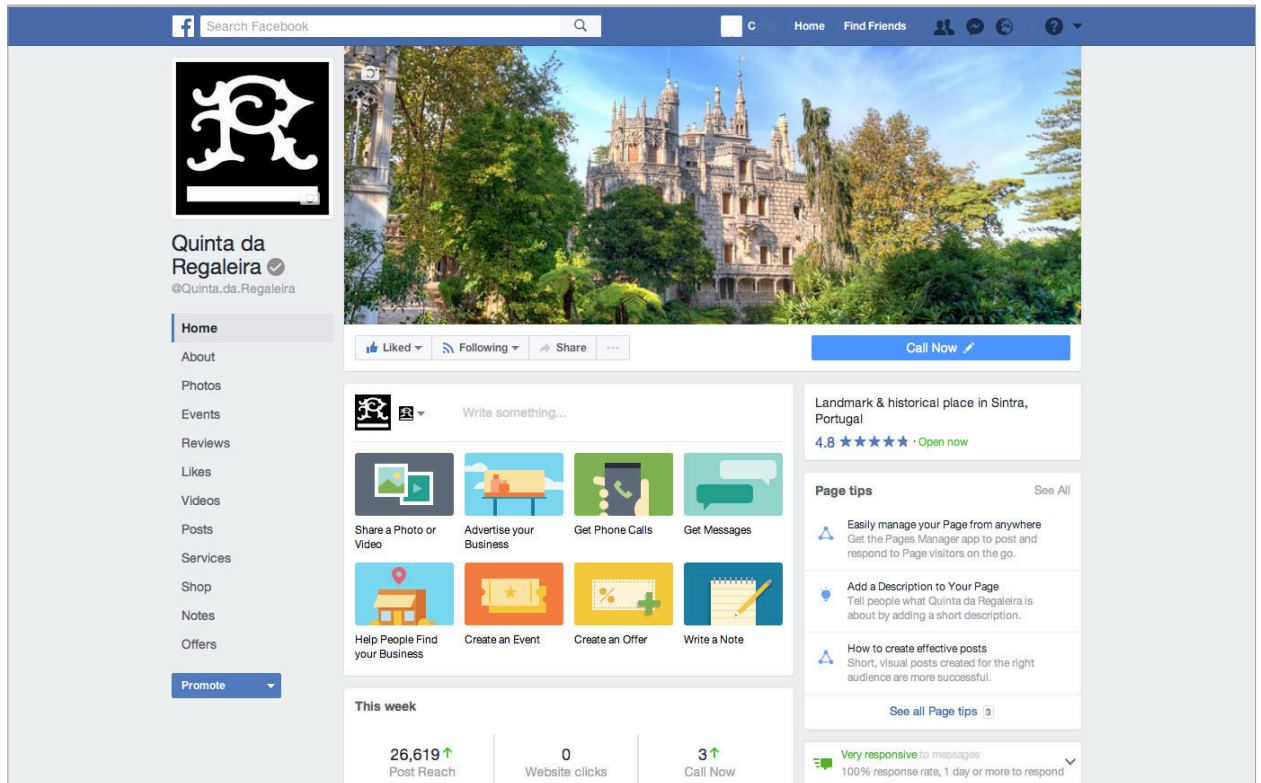 Search Facebook
C
Home
Find Friends
Quinta da
Regaleira
@Quinta.da.Regaleira
Home
About
Photos
Events
Reviews
Likes
Videos
Posts
Services
Shop
Notes
Offers
Promote
Liked
Following
Share
Call Now
Write something...
Share a Photo or
Video
Advertise your
Business
Get Phone Calls
Get Messages
Help People Find
your Business
Create an Event
Create an Offer
Write a Note
This week
26,619
Post Reach
0
Website clicks
3
Call Now
Landmark & historical place in Sintra,
Portugal
4.8 ★★★★★ · Open now
Page tips
See All
Easily manage your Page from anywhere
Get the Pages Manager app to post and
respond to Page visitors on the go.
Add a Description to Your Page
Tell people what Quinta da Regaleira is
about by adding a short description.
How to create effective posts
Short, visual posts created for the right
audience are more successful.
See all Page tips 3
Very responsive to messages
100% response rate, 1 day or more to respond